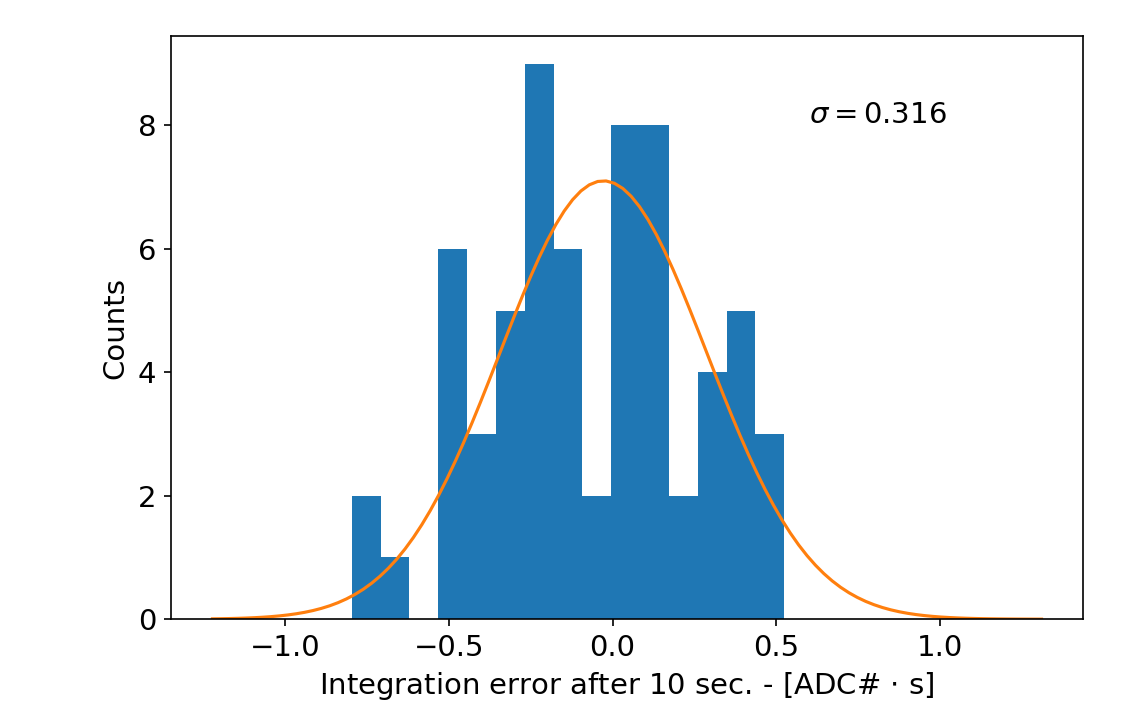 σ = 0.316
Counts
8
6
4
2
0
−1.0 −0.5 0.0 0.5 1.0
Integration error after 10 sec. - [ADC# · s]